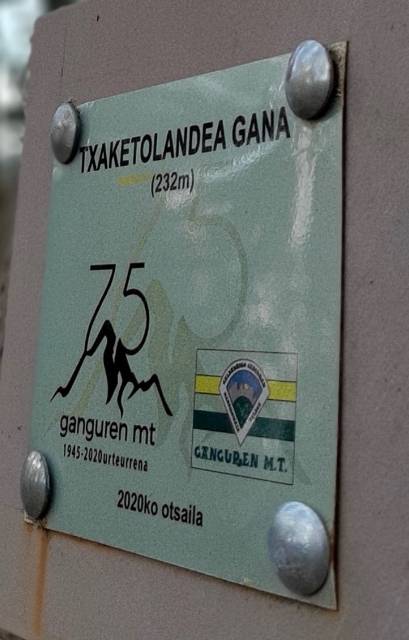 TXAKETOLANDEA GANA
(232m)
75
ganguren mt
1945-2020urteurrena
GANGUREN M.T.
2020ko otsaila